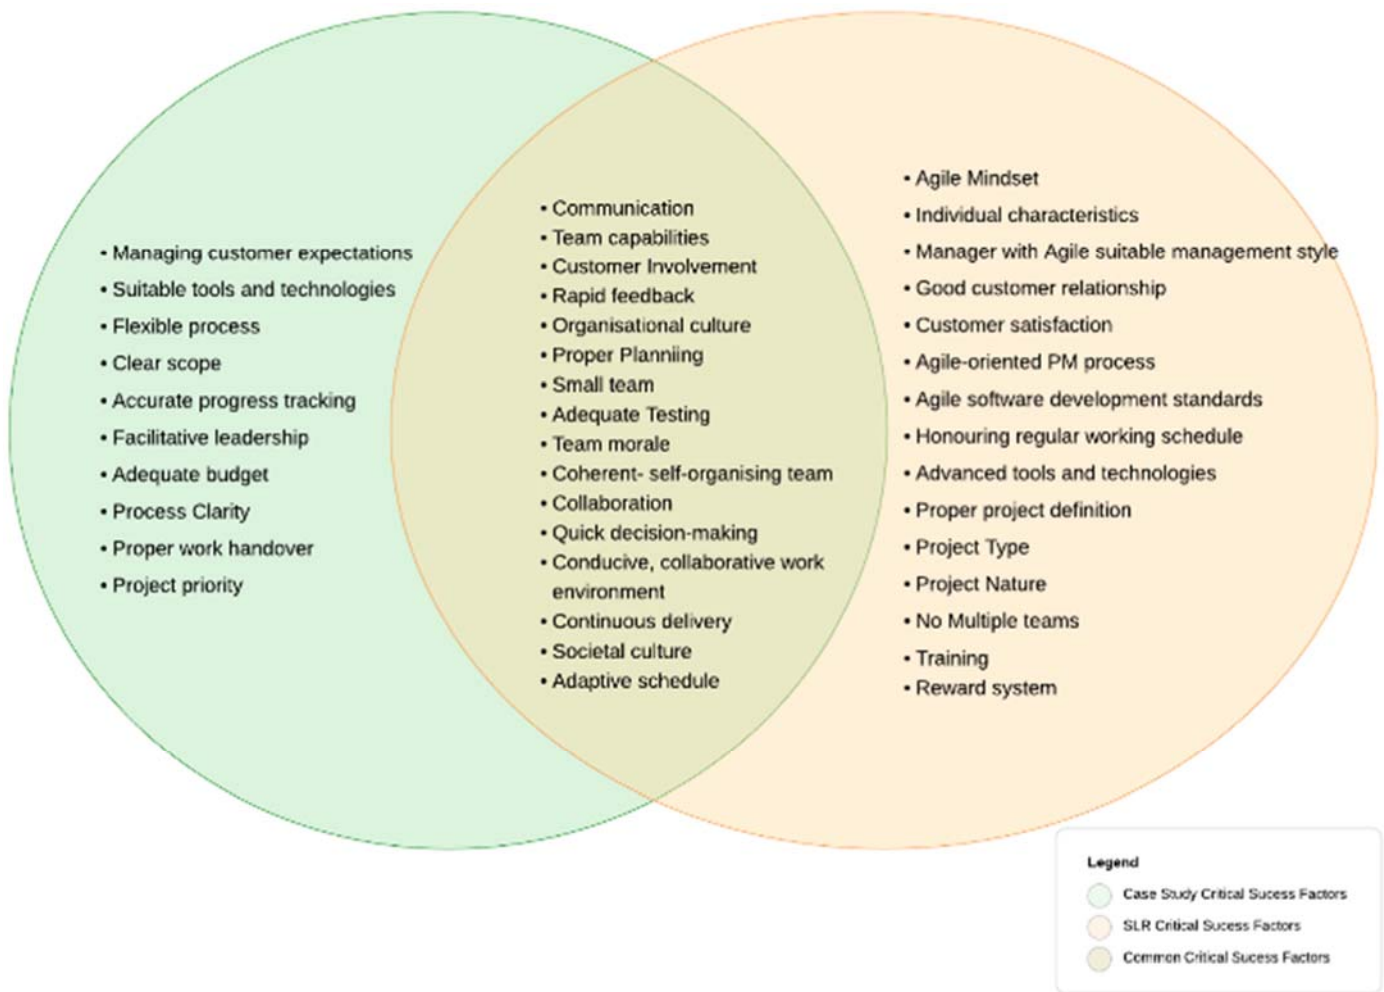 • Managing customer expectations
• Suitable tools and technologies
• Flexible process
• Clear scope
• Accurate progress tracking
• Facilitative leadership
• Adequate budget
• Process Clarity
• Proper work handover
• Project priority
• Communication
• Team capabilities
• Customer Involvement
• Rapid feedback
• Organisational culture
• Proper Planniing
• Small team
• Adequate Testing
• Team morale
• Coherent- self-organising team
• Collaboration
• Quick decision-making
• Conducive, collaborative work
environment
• Continuous delivery
• Societal culture
• Adaptive schedule
• Agile Mindset
• Individual characteristics
• Manager with Agile suitable management style
• Good customer relationship
• Customer satisfaction
• Agile-oriented PM process
• Agile software development standards
• Honouring regular working schedule
• Advanced tools and technologies
• Proper project definition
• Project Type
• Project Nature
• No Multiple teams
• Training
• Reward system
Legend
Case Study Critical Sucess Factors
SLR Critical Sucess Factors
Common Critical Sucess Factors